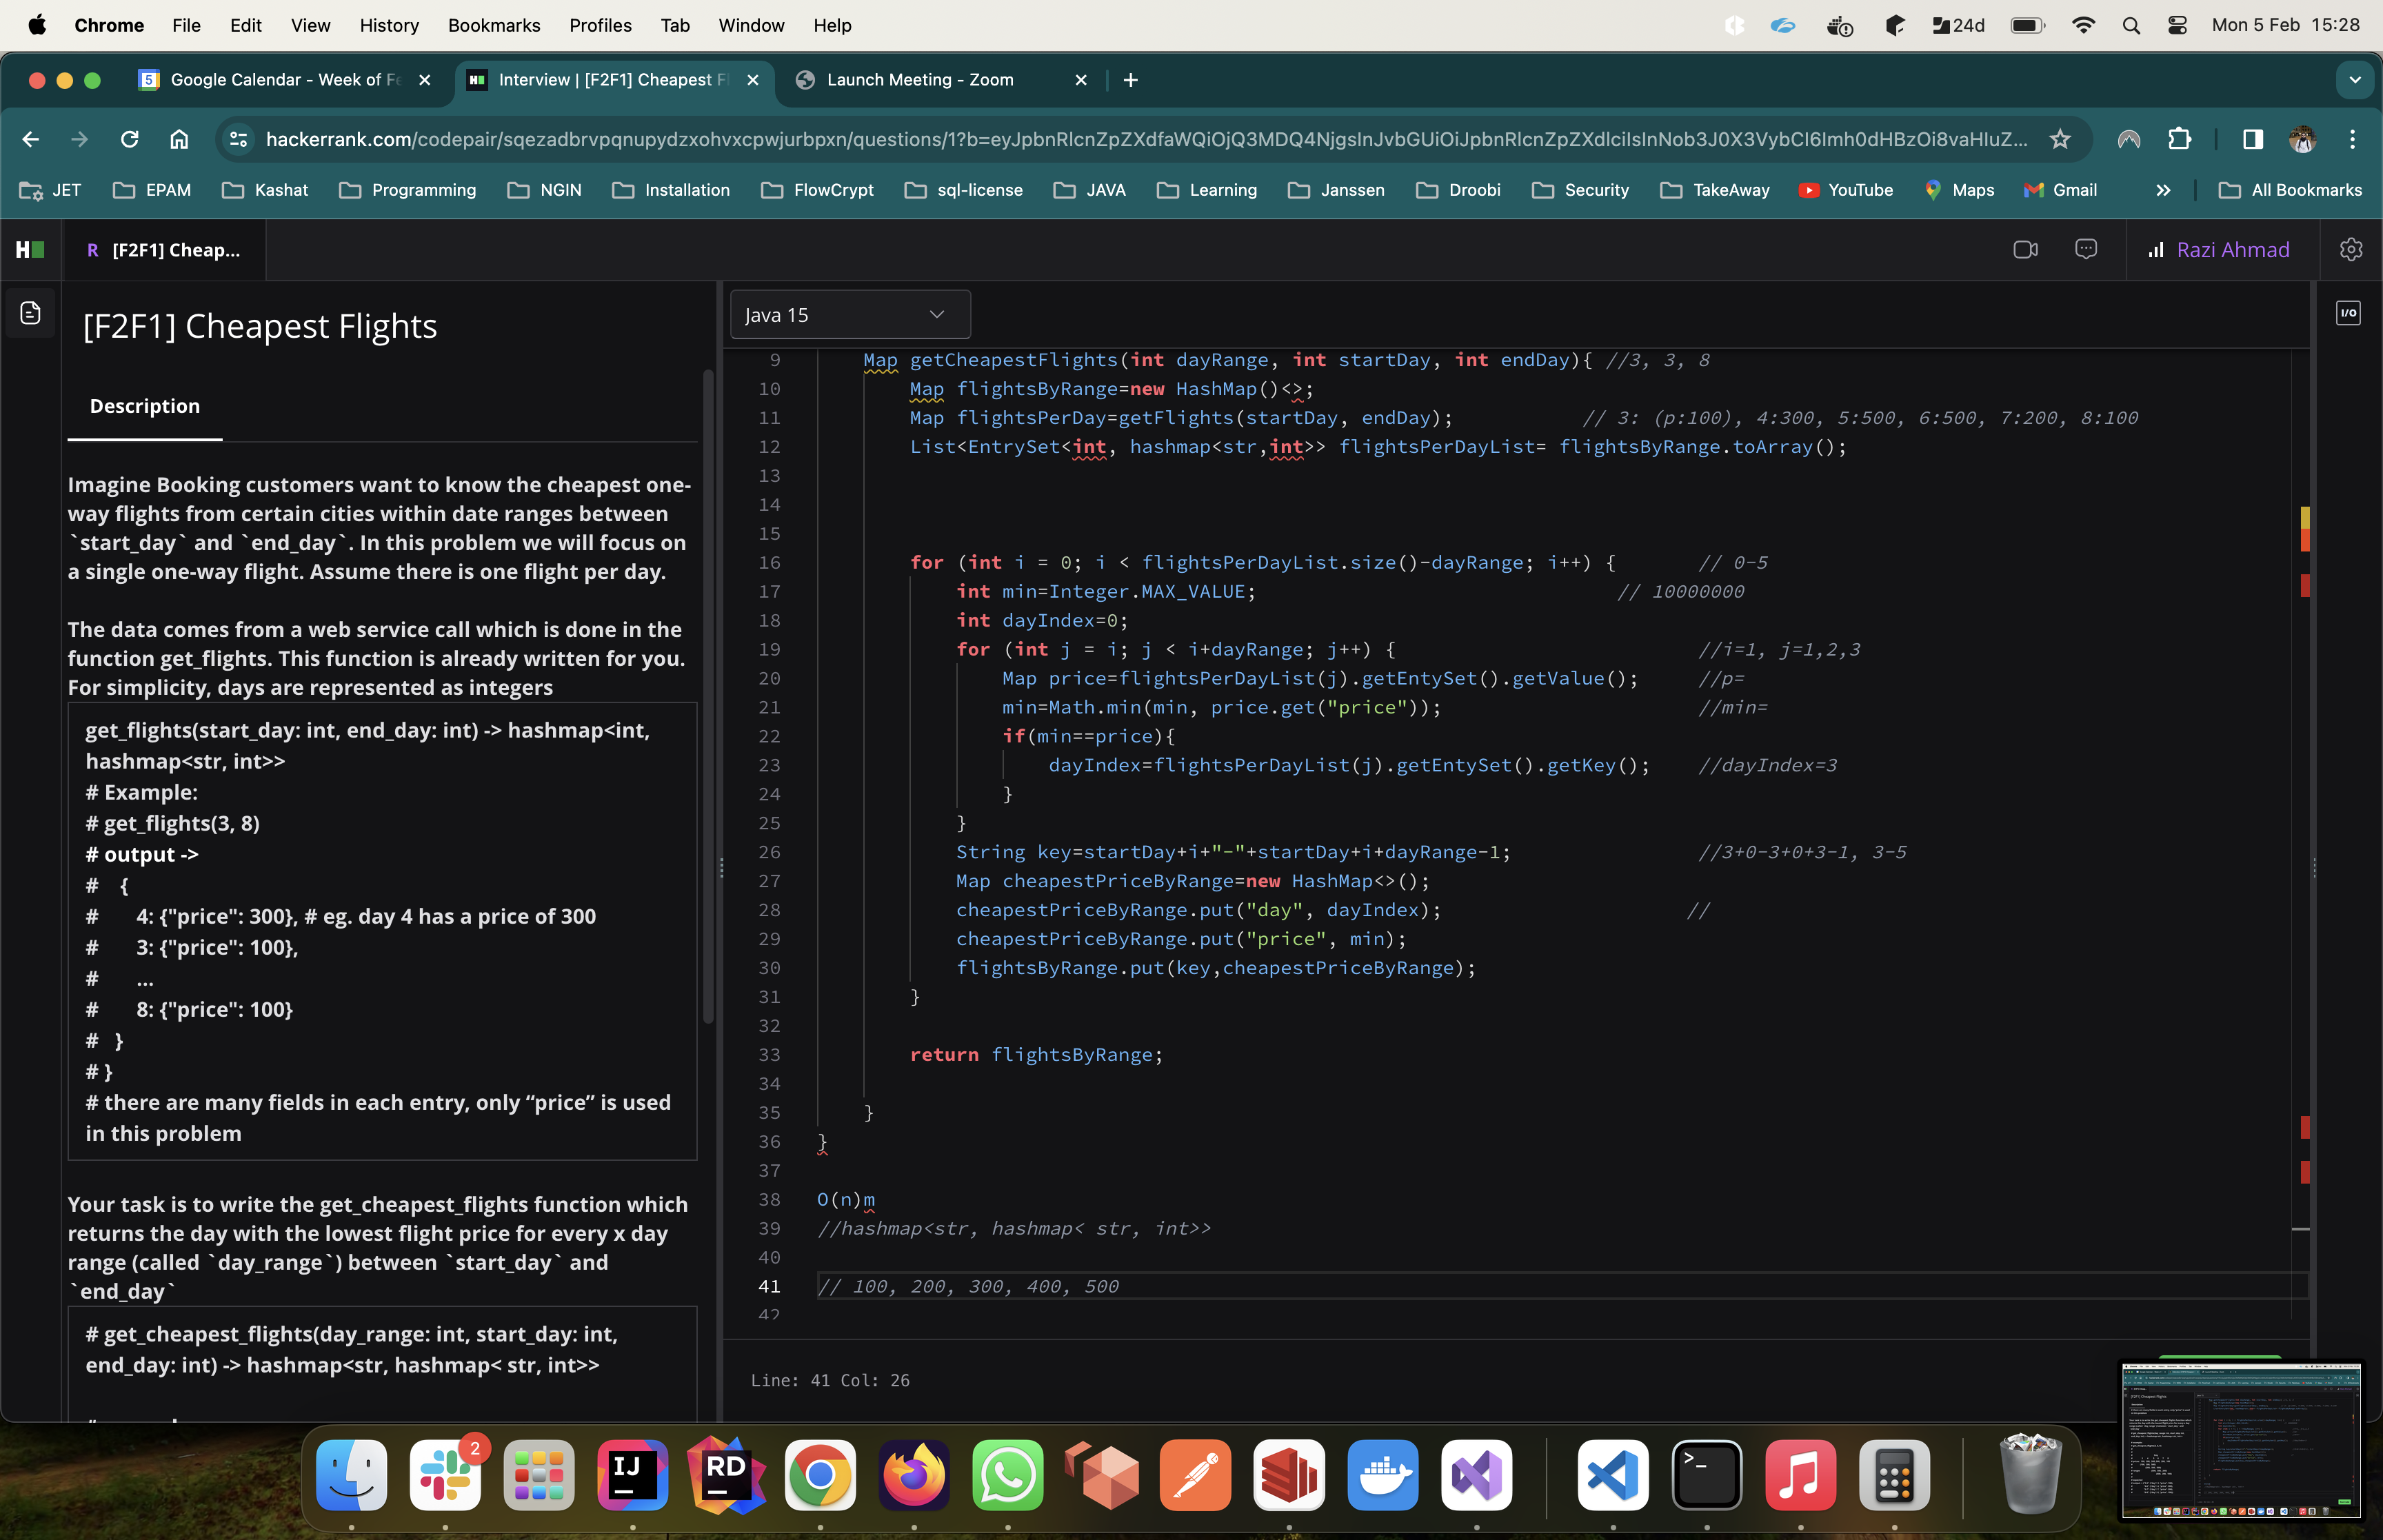 Chrome File Edit View History Bookmarks Profiles Tab Window Help 24d Mon 5 Feb 15:28
5 Google Calendar - Week of Fe Interview | [F2F1] Cheapest Fl Launch Meeting - Zoom
hackerrank.com/codepair/sqezadbrvpqnupydzxohvxcpwjurbpxn/questions/1?b=
JET EPAM Kashat Programming NGIN Installation FlowCrypt sql-license JAVA Learning Janssen Droobi Security TakeAway YouTube Maps Gmail » All Bookmarks
H R [F2F1] Cheap... Razi Ahmad
[F2F1] Cheapest Flights
Description
Imagine Booking customers want to know the cheapest one-
way flights from certain cities within date ranges between
`start_day` and `end_day`. In this problem we will focus on
a single one-way flight. Assume there is one flight per day.
The data comes from a web service call which is done in the
function get_flights. This function is already written for you.
For simplicity, days are represented as integers
get_flights(start_day: int, end_day: int) -> hashmap<int,
hashmap<str, int>>
# Example:
# get_flights(3, 8)
# output ->
# {
# 4: {"price": 300}, # eg. day 4 has a price of 300
# 3: {"price": 100},
# ...
# 8: {"price": 100}
# }
# }
# there are many fields in each entry, only “price” is used
in this problem
Your task is to write the get_cheapest_flights function which
returns the day with the lowest flight price for every x day
range (called `day_range`) between `start_day` and
`end_day`
# get_cheapest_flights(day_range: int, start_day: int,
end_day: int) -> hashmap<str, hashmap< str, int>>
Java 15
I/O
9 Map getCheapestFlights(int dayRange, int startDay, int endDay){ //3, 3, 8
10 Map flightsByRange=new HashMap()<>;
11 Map flightsPerDay=getFlights(startDay, endDay); // 3: (p:100), 4:300, 5:500, 6:500, 7:200, 8:100
12 List<EntrySet<int, hashmap<str,int>> flightsPerDayList= flightsByRange.toArray();
13
14
15
16 for (int i = 0; i < flightsPerDayList.size()-dayRange; i++) { // 0-5
17 int min=Integer.MAX_VALUE; // 10000000
18 int dayIndex=0;
19 for (int j = i; j < i+dayRange; j++) { //i=1, j=1,2,3
20 Map price=flightsPerDayList(j).getEntySet().getValue(); //p=
21 min=Math.min(min, price.get("price")); //min=
22 if(min==price){
23 dayIndex=flightsPerDayList(j).getEntySet().getKey(); //dayIndex=3
24 }
25 }
26 String key=startDay+i+"-"+startDay+i+dayRange-1; //3+0-3+0+3-1, 3-5
27 Map cheapestPriceByRange=new HashMap<>();
28 cheapestPriceByRange.put("day", dayIndex); //
29 cheapestPriceByRange.put("price", min);
30 flightsByRange.put(key,cheapestPriceByRange);
31 }
32
33 return flightsByRange;
34
35 }
36 }
37
38 O(n)m
39 //hashmap<str, hashmap< str, int>>
40
41 // 100, 200, 300, 400, 500
42
Line: 41 Col: 26
2
IJ
RD